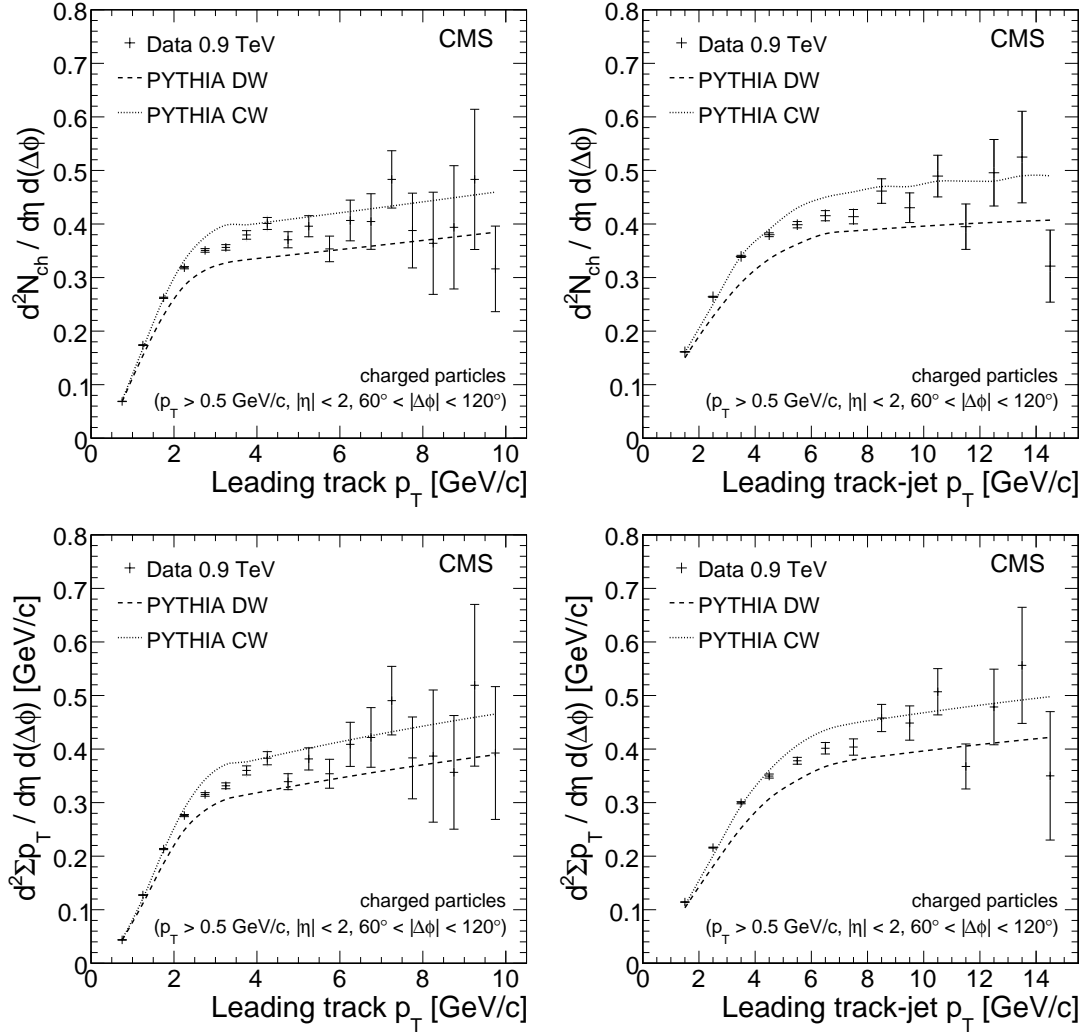 0.8
0.7
0.6
0.5
0.4
0.3
0.2
0.1
0
d²N_ch / dη d(Δϕ)
Data 0.9 TeV
PYTHIA DW
PYTHIA CW
CMS
charged particles
(p_T > 0.5 GeV/c, |η| < 2, 60° < |Δϕ| < 120°)
0 2 4 6 8 10
Leading track p_T [GeV/c]
0.8
0.7
0.6
0.5
0.4
0.3
0.2
0.1
0
d²N_ch / dη d(Δϕ)
Data 0.9 TeV
PYTHIA DW
PYTHIA CW
CMS
charged particles
(p_T > 0.5 GeV/c, |η| < 2, 60° < |Δϕ| < 120°)
0 2 4 6 8 10 12 14
Leading track-jet p_T [GeV/c]
0.8
0.7
0.6
0.5
0.4
0.3
0.2
0.1
0
d²Σp_T / dη d(Δϕ) [GeV/c]
Data 0.9 TeV
PYTHIA DW
PYTHIA CW
CMS
charged particles
(p_T > 0.5 GeV/c, |η| < 2, 60° < |Δϕ| < 120°)
0 2 4 6 8 10
Leading track p_T [GeV/c]
0.8
0.7
0.6
0.5
0.4
0.3
0.2
0.1
0
d²Σp_T / dη d(Δϕ) [GeV/c]
Data 0.9 TeV
PYTHIA DW
PYTHIA CW
CMS
charged particles
(p_T > 0.5 GeV/c, |η| < 2, 60° < |Δϕ| < 120°)
0 2 4 6 8 10 12 14
Leading track-jet p_T [GeV/c]